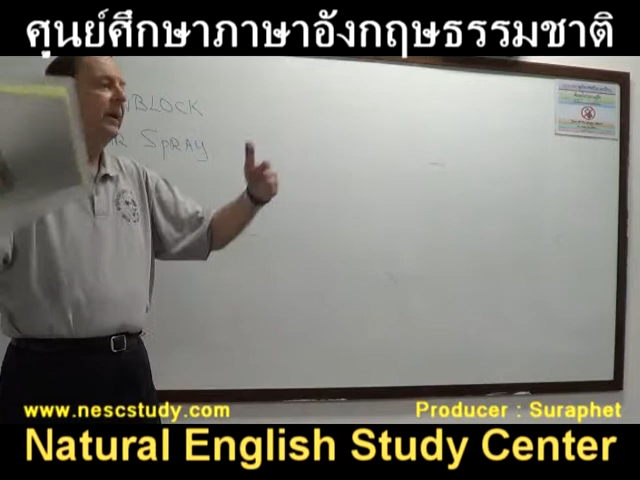 ศูนย์ศึกษาภาษาอังกฤษธรรมชาติ
BLOCK
SPRAY
www.nescstudy.com
Producer : Suraphet
Natural English Study Center